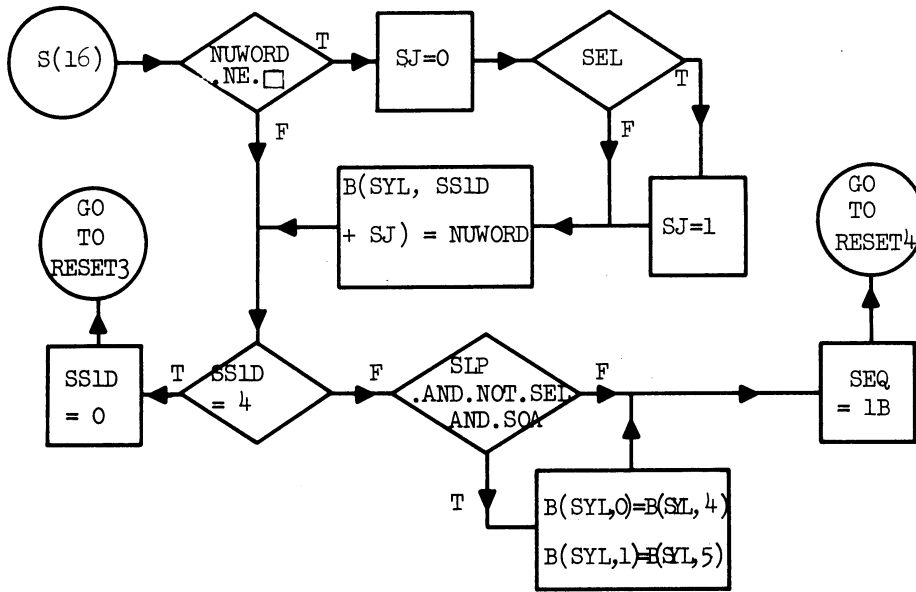 S(16)
NUWORD
.NE.□
T
F
SJ=0
SEL
T
F
SJ=1
B(SYL, SS1D
+ SJ) = NUWORD
GO
TO
RESET3
GO
TO
RESET4
SS1D
= 0
T
SS1D
= 4
F
SLP
.AND.NOT.SEL
AND.SOA
F
T
SEQ
= 1B
B(SYL,0)=B(SYL,4)
B(SYL,1)=B(SYL,5)